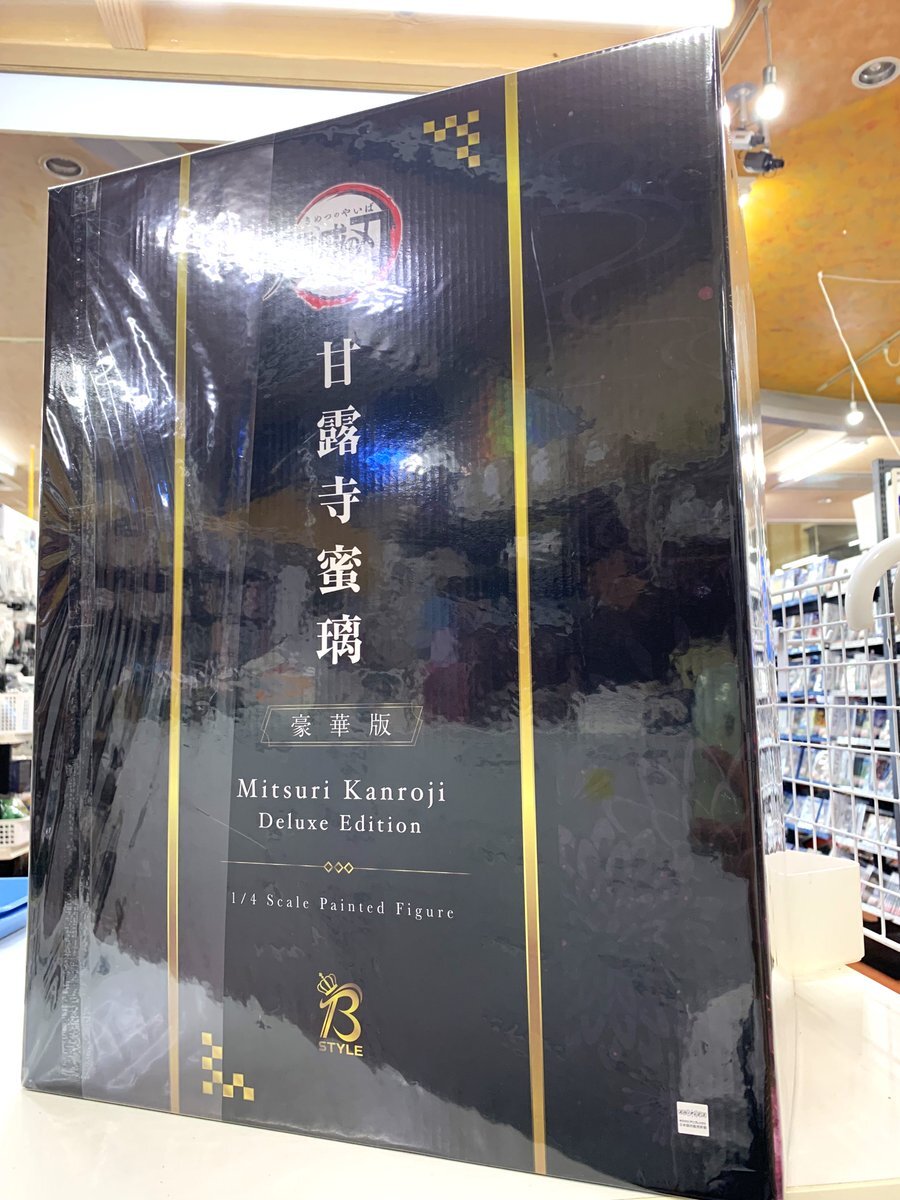 きめつのやいば
甘露寺蜜璃
豪華版
Mitsuri Kanroji
Deluxe Edition
1/4 Scale Painted Figure
B
STYLE